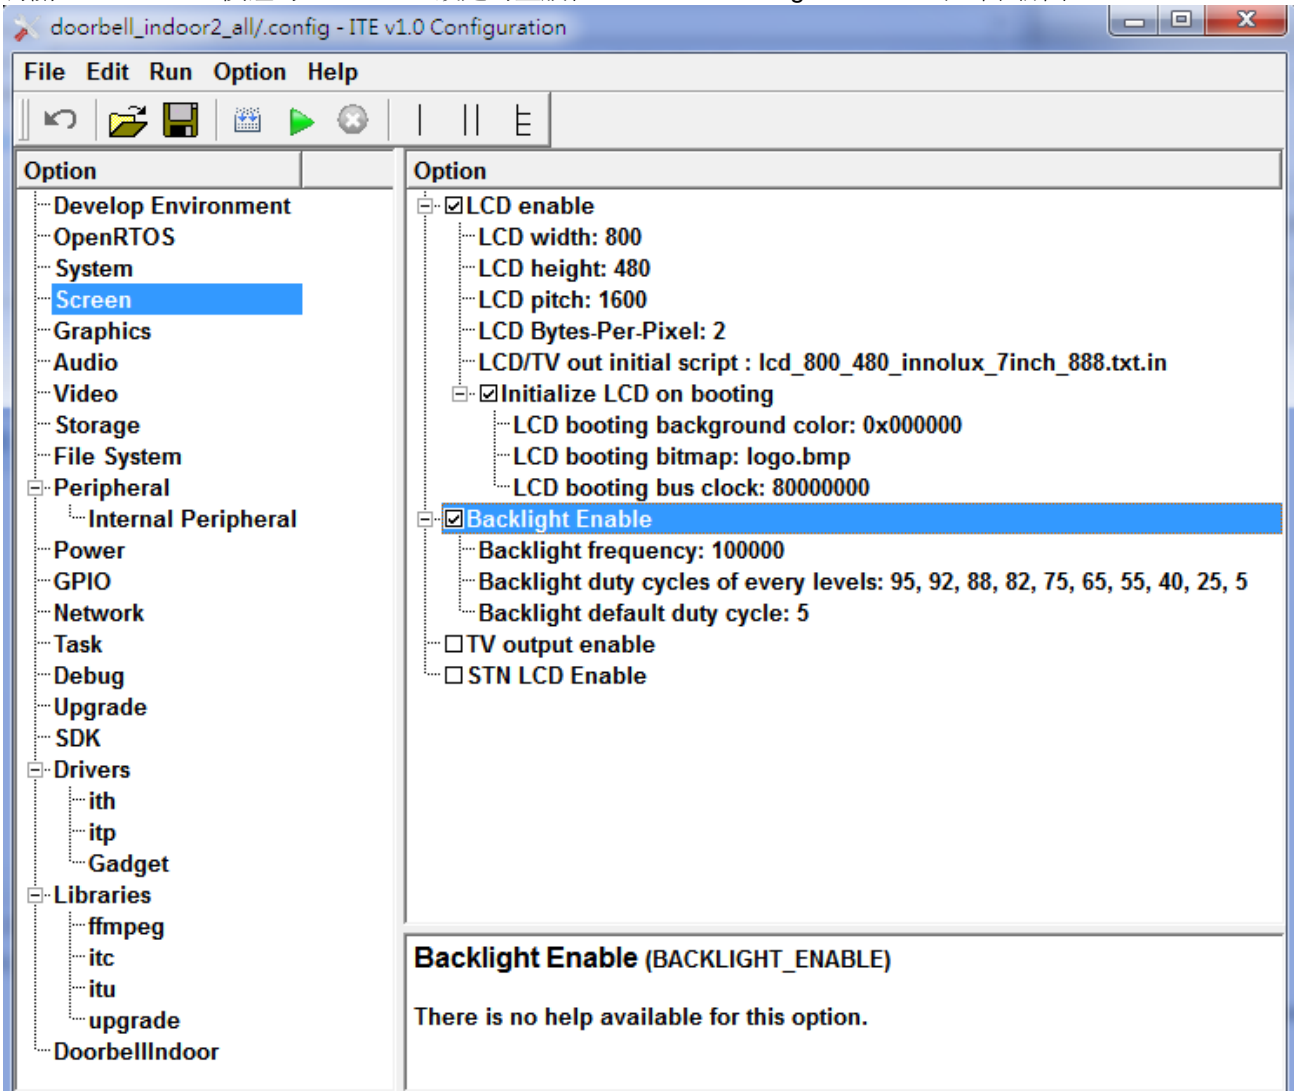 doorbell_indoor2_all/.config - ITE v1.0 Configuration
File Edit Run Option Help
Option
Develop Environment
OpenRTOS
System
Screen
Graphics
Audio
Video
Storage
File System
Peripheral
Internal Peripheral
Power
GPIO
Network
Task
Debug
Upgrade
SDK
Drivers
ith
itp
Gadget
Libraries
ffmpeg
itc
itu
upgrade
DoorbellIndoor
Option
LCD enable
LCD width: 800
LCD height: 480
LCD pitch: 1600
LCD Bytes-Per-Pixel: 2
LCD/TV out initial script : lcd_800_480_innolux_7inch_888.txt.in
Initialize LCD on booting
LCD booting background color: 0x000000
LCD booting bitmap: logo.bmp
LCD booting bus clock: 80000000
Backlight Enable
Backlight frequency: 100000
Backlight duty cycles of every levels: 95, 92, 88, 82, 75, 65, 55, 40, 25, 5
Backlight default duty cycle: 5
TV output enable
STN LCD Enable
Backlight Enable (BACKLIGHT_ENABLE)
There is no help available for this option.